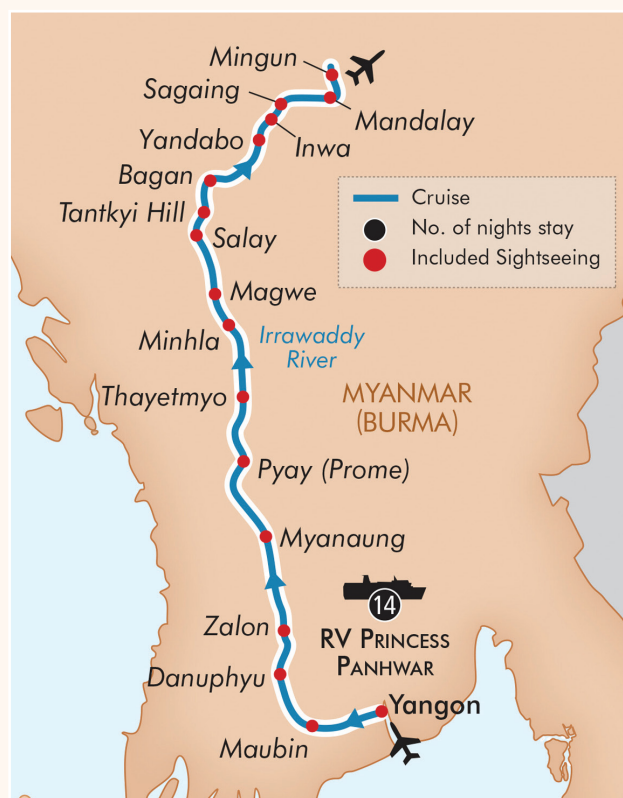 Mingun
Sagaing
Mandalay
Yandabo
Inwa
Bagan
Tantkyi Hill
Salay
Cruise
No. of nights stay
Included Sightseeing
Magwe
Minhla
Irrawaddy
River
Thayetmyo
MYANMAR
(BURMA)
Pyay (Prome)
Myanaung
14
Zalon
RV PRINCESS
PANHWAR
Danuphyu
Yangon
Maubin